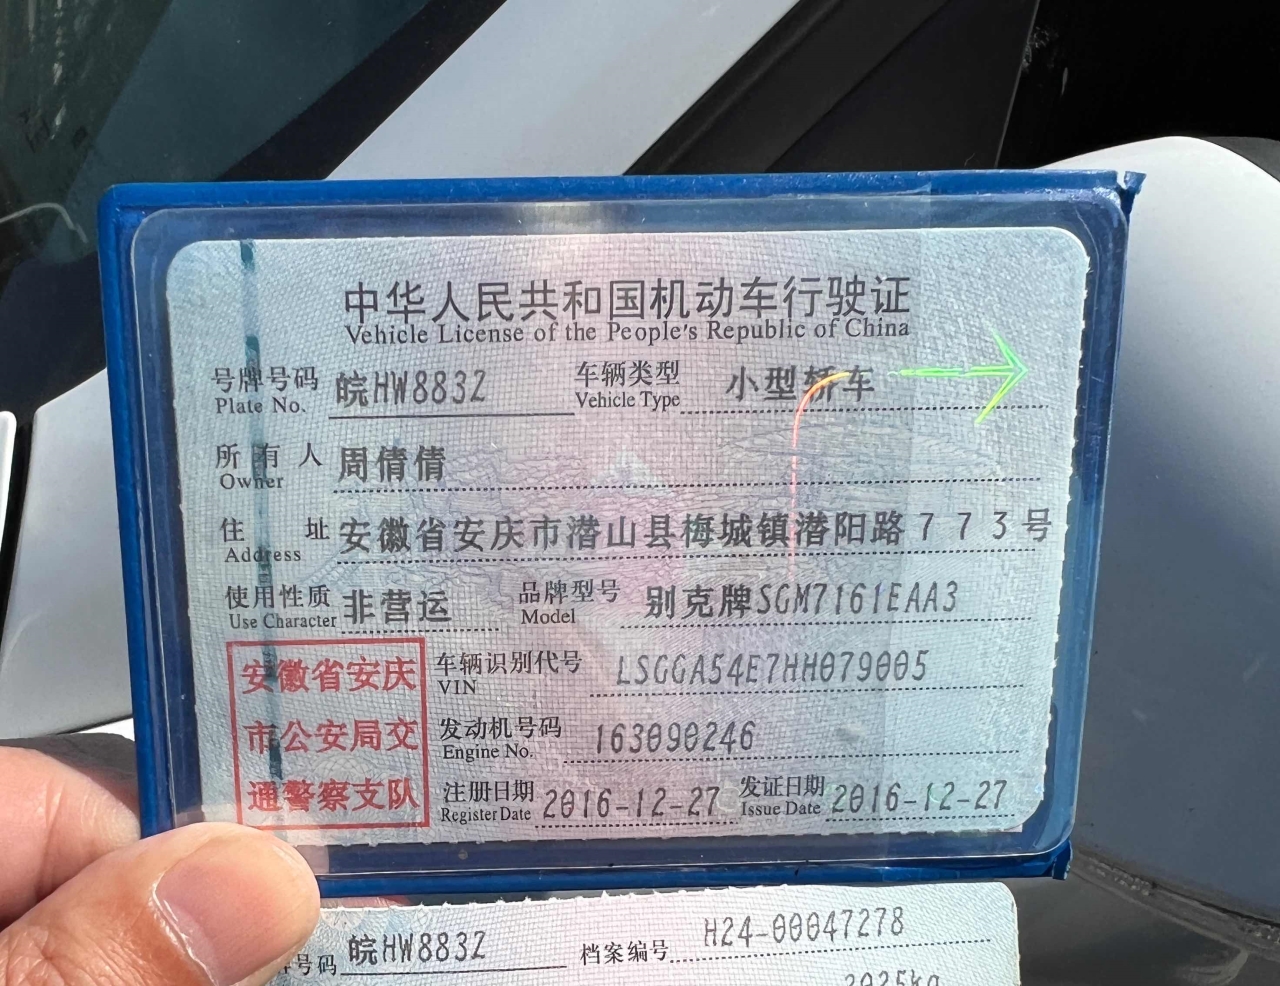 中华人民共和国机动车行驶证
Vehicle License of the People's Republic of China
号牌号码 皖HW883Z 车辆类型 小型轿车
Plate No. Vehicle Type
所有人 周倩倩
Owner
住址 安徽省安庆市潜山县梅城镇潜阳路773号
Address
使用性质 非营运 品牌型号 别克牌SGM7161EAA3
Use Character Model
安徽省安庆
市公安局交
通警察支队
车辆识别代号 LSGGA54E7HH079005
VIN
发动机号码 163090246
Engine No.
注册日期 2016-12-27 发证日期 2016-12-27
Register Date Issue Date
号码 皖HW883Z 档案编号 H24-00047278